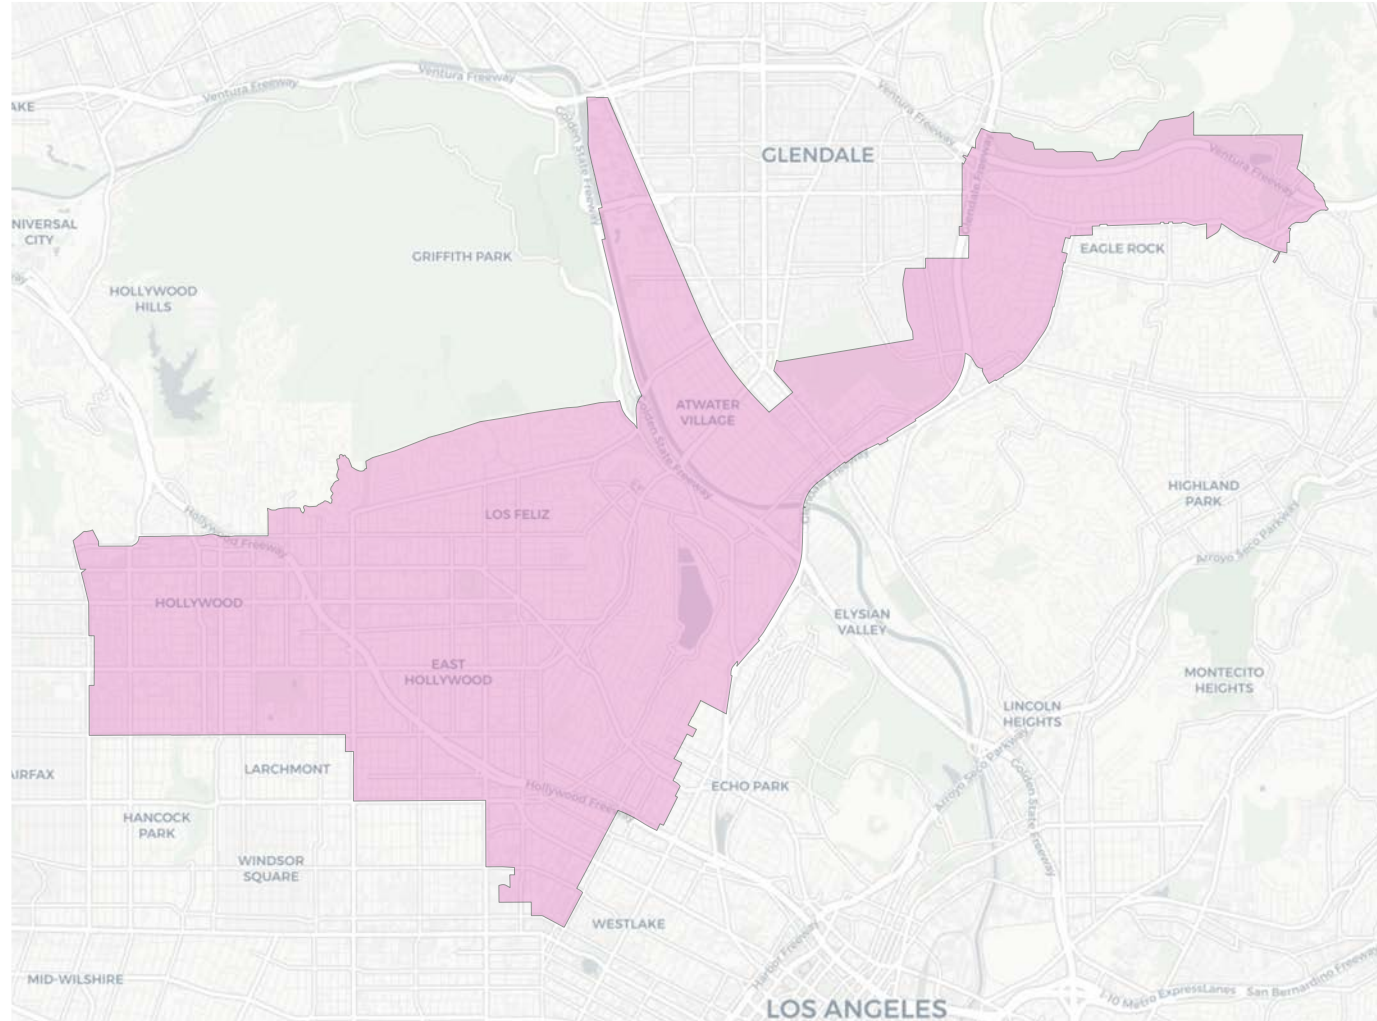 Ventura Freeway
Ventura Freeway
Ventura Freeway
AKE
Golden State Freeway
GLENDALE
Ventura Freeway
Glendale Freeway
NIVERSAL
CITY
GRIFFITH PARK
EAGLE ROCK
HOLLYWOOD
HILLS
ATWATER
VILLAGE
Golden State Freeway
HIGHLAND
PARK
LOS FELIZ
Hollywood Freeway
Arroyo Seco Parkway
HOLLYWOOD
ELYSIAN
VALLEY
EAST
HOLLYWOOD
MONTECITO
HEIGHTS
LINCOLN
HEIGHTS
LARCHMONT
AIRFAX
Hollywood Freeway
ECHO PARK
Arroyo Seco Parkway
Golden State Freeway
HANCOCK
PARK
WINDSOR
SQUARE
WESTLAKE
Harbor Freeway
MID-WILSHIRE
I-10 Metro ExpressLanes
San Bernardino Freeway
LOS ANGELES